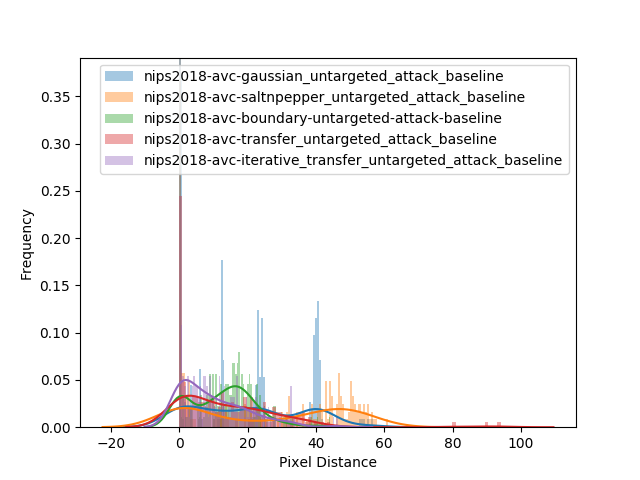 nips2018-avc-gaussian_untargeted_attack_baseline
nips2018-avc-saltnpepper_untargeted_attack_baseline
nips2018-avc-boundary-untargeted-attack-baseline
nips2018-avc-transfer_untargeted_attack_baseline
nips2018-avc-iterative_transfer_untargeted_attack_baseline
0.35
0.30
0.25
0.20
0.15
0.10
0.05
0.00
Frequency
−20 0 20 40 60 80 100
Pixel Distance